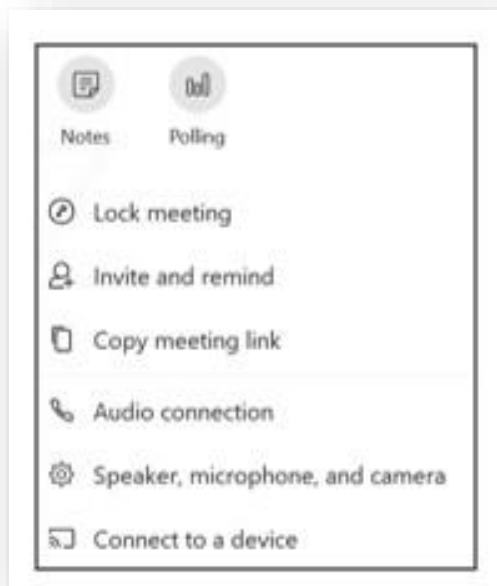 Notes Polling
Lock meeting
Invite and remind
Copy meeting link
Audio connection
Speaker, microphone, and camera
Connect to a device